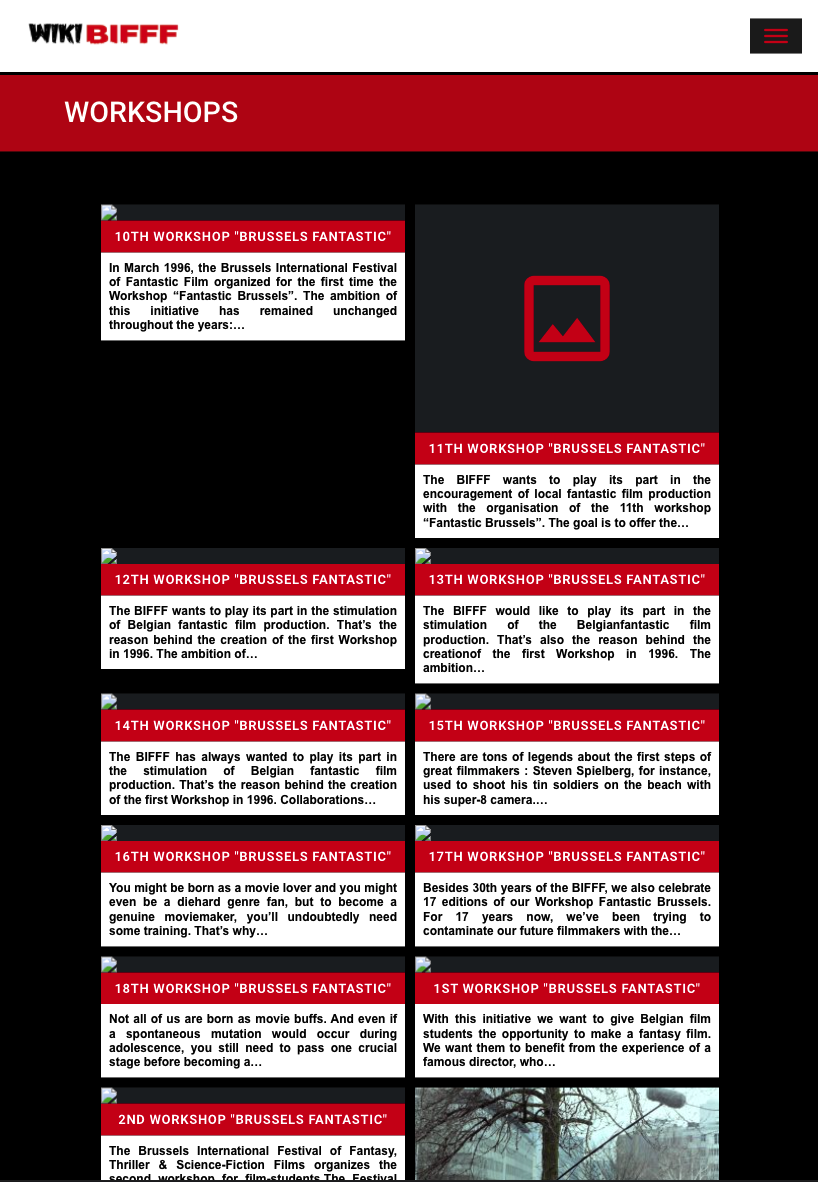 WIKI BIFFF
WORKSHOPS
10TH WORKSHOP "BRUSSELS FANTASTIC"
In March 1996, the Brussels International Festival
of Fantastic Film organized for the first time the
Workshop “Fantastic Brussels”. The ambition of
this initiative has remained unchanged
throughout the years:…
11TH WORKSHOP "BRUSSELS FANTASTIC"
The BIFFF wants to play its part in the
encouragement of local fantastic film production
with the organisation of the 11th workshop
“Fantastic Brussels”. The goal is to offer the…
12TH WORKSHOP "BRUSSELS FANTASTIC"
The BIFFF wants to play its part in the stimulation
of Belgian fantastic film production. That’s the
reason behind the creation of the first Workshop
in 1996. The ambition of…
13TH WORKSHOP "BRUSSELS FANTASTIC"
The BIFFF would like to play its part in the
stimulation of the Belgianfantastic film
production. That’s also the reason behind the
creationof the first Workshop in 1996. The
ambition…
14TH WORKSHOP "BRUSSELS FANTASTIC"
The BIFFF has always wanted to play its part in
the stimulation of Belgian fantastic film
production. That’s the reason behind the creation
of the first Workshop in 1996. Collaborations…
15TH WORKSHOP "BRUSSELS FANTASTIC"
There are tons of legends about the first steps of
great filmmakers : Steven Spielberg, for instance,
used to shoot his tin soldiers on the beach with
his super-8 camera.…
16TH WORKSHOP "BRUSSELS FANTASTIC"
You might be born as a movie lover and you might
even be a diehard genre fan, but to become a
genuine moviemaker, you’ll undoubtedly need
some training. That’s why…
17TH WORKSHOP "BRUSSELS FANTASTIC"
Besides 30th years of the BIFFF, we also celebrate
17 editions of our Workshop Fantastic Brussels.
For 17 years now, we’ve been trying to
contaminate our future filmmakers with the…
18TH WORKSHOP "BRUSSELS FANTASTIC"
Not all of us are born as movie buffs. And even if
a spontaneous mutation would occur during
adolescence, you still need to pass one crucial
stage before becoming a…
1ST WORKSHOP "BRUSSELS FANTASTIC"
With this initiative we want to give Belgian film
students the opportunity to make a fantasy film.
We want them to benefit from the experience of a
famous director, who…
2ND WORKSHOP "BRUSSELS FANTASTIC"
The Brussels International Festival of Fantasy,
Thriller & Science-Fiction Films organizes the
second workshop for film-students.The Festival